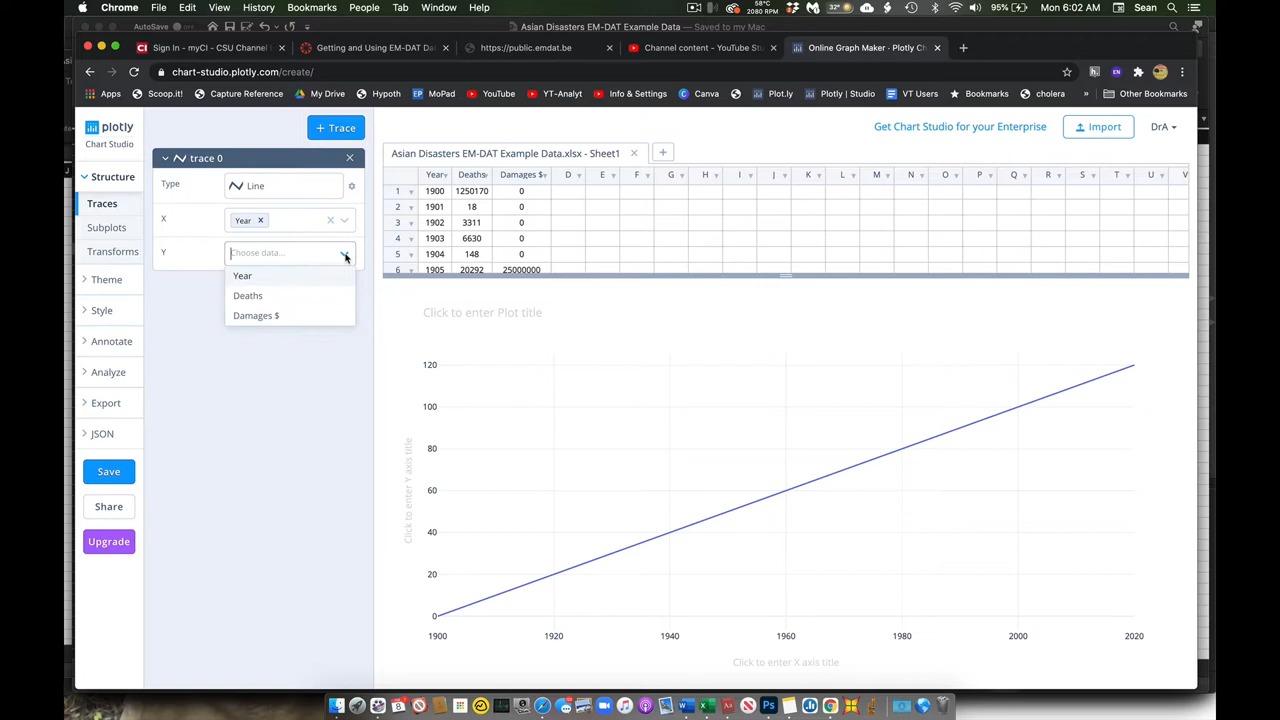 Chrome File Edit View History Bookmarks People Tab Window Help
58°C
32°
95%
Mon 6:02 AM
AutoSave
Asian Disasters EM-DAT Example Data — Saved to my Mac
Sign In - myCI - CSU Channel
Getting and Using EM-DAT Dat
https://public.emdat.be
Channel content - YouTube Stu
Online Graph Maker · Plotly Ch
chart-studio.plotly.com/create/
Apps
Scoop.it!
Capture Reference
My Drive
Hypoth
MoPad
YouTube
YT-Analyt
Info & Settings
Canva
Plot.ly
Plotly | Studio
VT Users
Bookmarks
cholera
Other Bookmarks
plotly
Chart Studio
Structure
Traces
Subplots
Transforms
Theme
Style
Annotate
Analyze
Export
JSON
Save
Share
Upgrade
+ Trace
trace 0
Type
Line
X
Year
Y
Choose data...
Year
Deaths
Damages $
Get Chart Studio for your Enterprise
Import
DrA
Asian Disasters EM-DAT Example Data.xlsx - Sheet1
Year Deaths Damages $ D E F G H I J K L M N O P Q R S T U V
1 1900 1250170 0
2 1901 18 0
3 1902 3311 0
4 1903 6630 0
5 1904 148 0
6 1905 20292 25000000
Click to enter Plot title
120
100
80
60
40
20
0
Click to enter Y axis title
1900 1920 1940 1960 1980 2000 2020
Click to enter X axis title